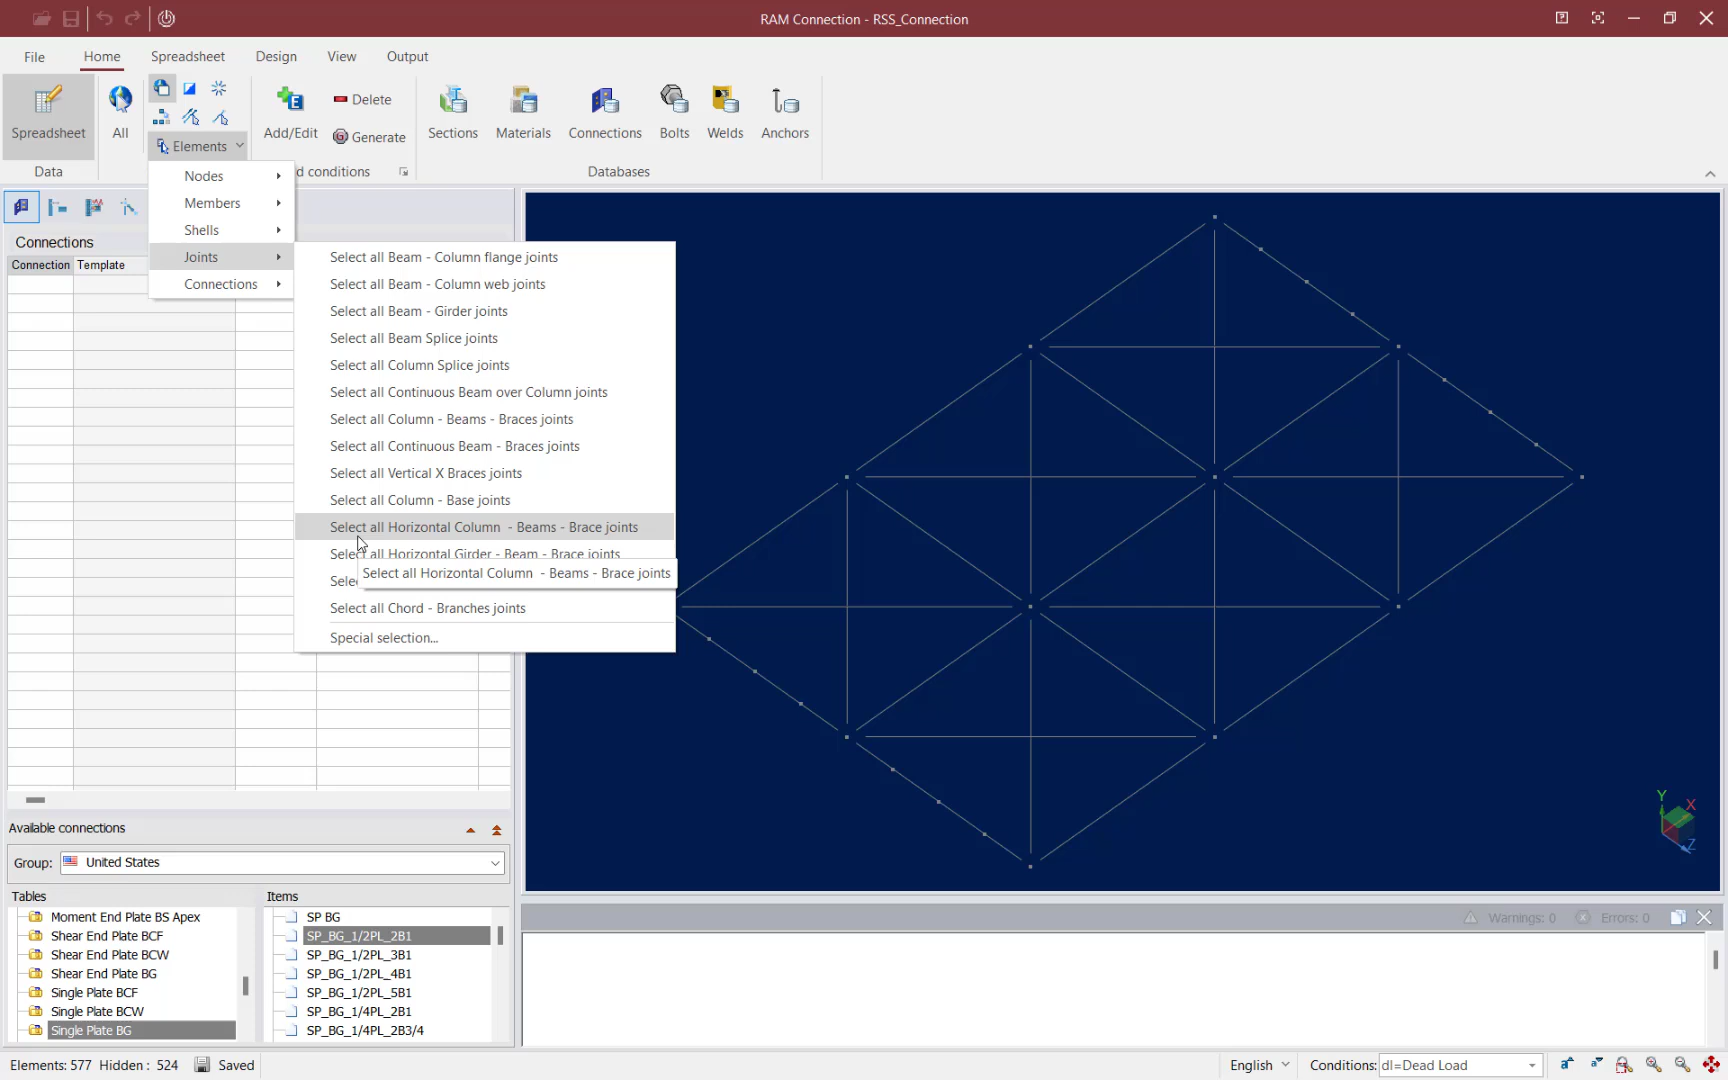 RAM Connection - RSS_Connection
File Home Spreadsheet Design View Output
Spreadsheet
All
Elements
Add/Edit
Delete
Generate
Sections
Materials
Connections
Bolts
Welds
Anchors
Data
d conditions
Databases
Nodes
Members
Shells
Joints
Connections
Connections
Connection Template
Select all Beam - Column flange joints
Select all Beam - Column web joints
Select all Beam - Girder joints
Select all Beam Splice joints
Select all Column Splice joints
Select all Continuous Beam over Column joints
Select all Column - Beams - Braces joints
Select all Continuous Beam - Braces joints
Select all Vertical X Braces joints
Select all Column - Base joints
Select all Horizontal Column - Beams - Brace joints
Select all Horizontal Girder - Beam - Brace joints
Select all Horizontal Column - Beams - Brace joints
Sele
Select all Chord - Branches joints
Special selection...
Y
X
Z
Available connections
Group: United States
Tables
Moment End Plate BS Apex
Shear End Plate BCF
Shear End Plate BCW
Shear End Plate BG
Single Plate BCF
Single Plate BCW
Single Plate BG
Items
SP BG
SP_BG_1/2PL_2B1
SP_BG_1/2PL_3B1
SP_BG_1/2PL_4B1
SP_BG_1/2PL_5B1
SP_BG_1/4PL_2B1
SP_BG_1/4PL_2B3/4
Warnings: 0 Errors: 0
Elements: 577 Hidden : 524 Saved
English Conditions: dl=Dead Load